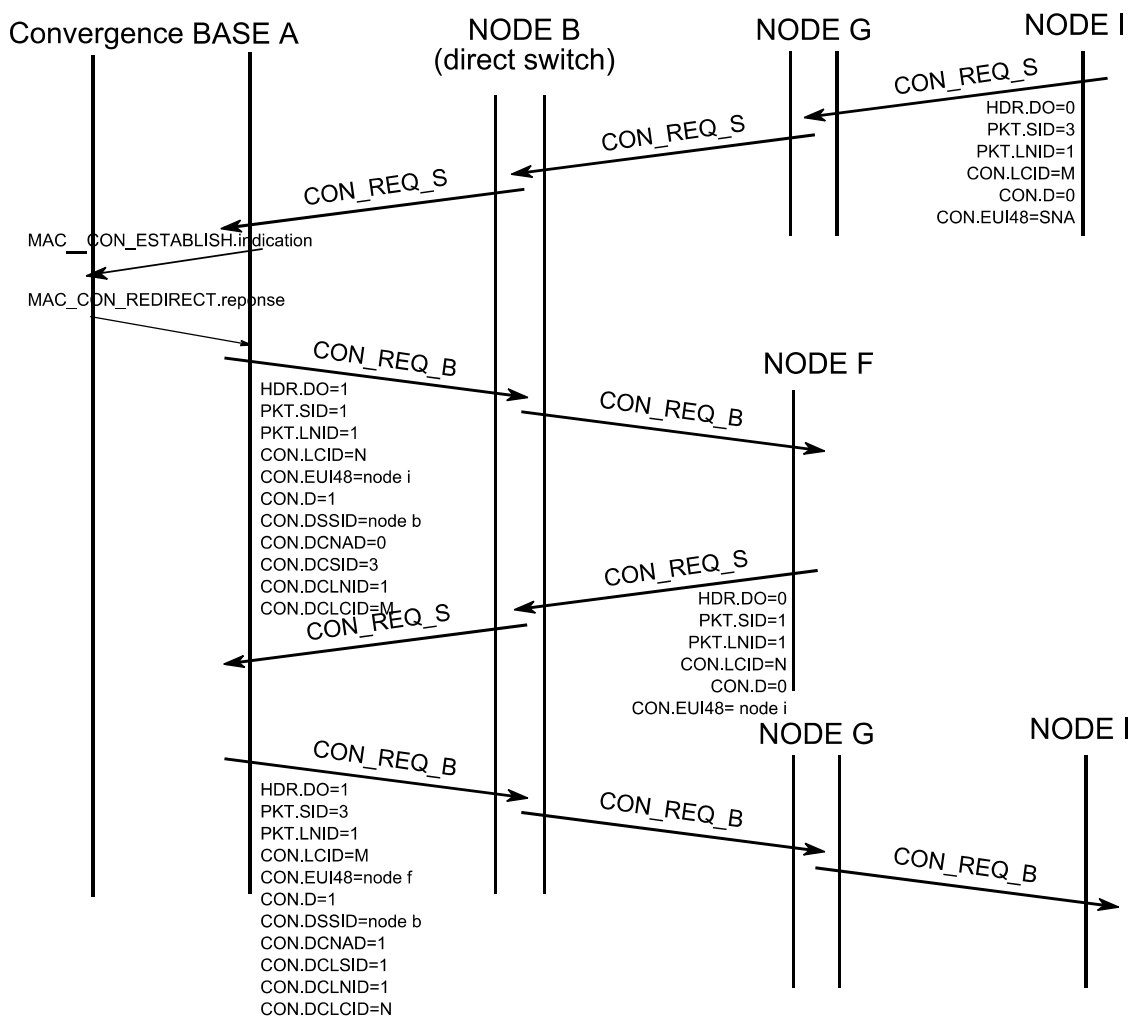 Convergence BASE A
NODE B
(direct switch)
NODE G
NODE I
CON_REQ_S
HDR.DO=0
PKT.SID=3
PKT.LNID=1
CON.LCID=M
CON.D=0
CON.EUI48=SNA
CON_REQ_S
CON_REQ_S
MAC__CON_ESTABLISH.indication
MAC_CON_REDIRECT.reponse
CON_REQ_B
HDR.DO=1
PKT.SID=1
PKT.LNID=1
CON.LCID=N
CON.EUI48=node i
CON.D=1
CON.DSSID=node b
CON.DCNAD=0
CON.DCSID=3
CON.DCLNID=1
CON.DCLCID=M
NODE F
CON_REQ_B
CON_REQ_S
HDR.DO=0
PKT.SID=1
PKT.LNID=1
CON.LCID=N
CON.D=0
CON.EUI48= node i
CON_REQ_S
NODE G
NODE I
CON_REQ_B
HDR.DO=1
PKT.SID=3
PKT.LNID=1
CON.LCID=M
CON.EUI48=node f
CON.D=1
CON.DSSID=node b
CON.DCNAD=1
CON.DCLSID=1
CON.DCLNID=1
CON.DCLCID=N
CON_REQ_B
CON_REQ_B